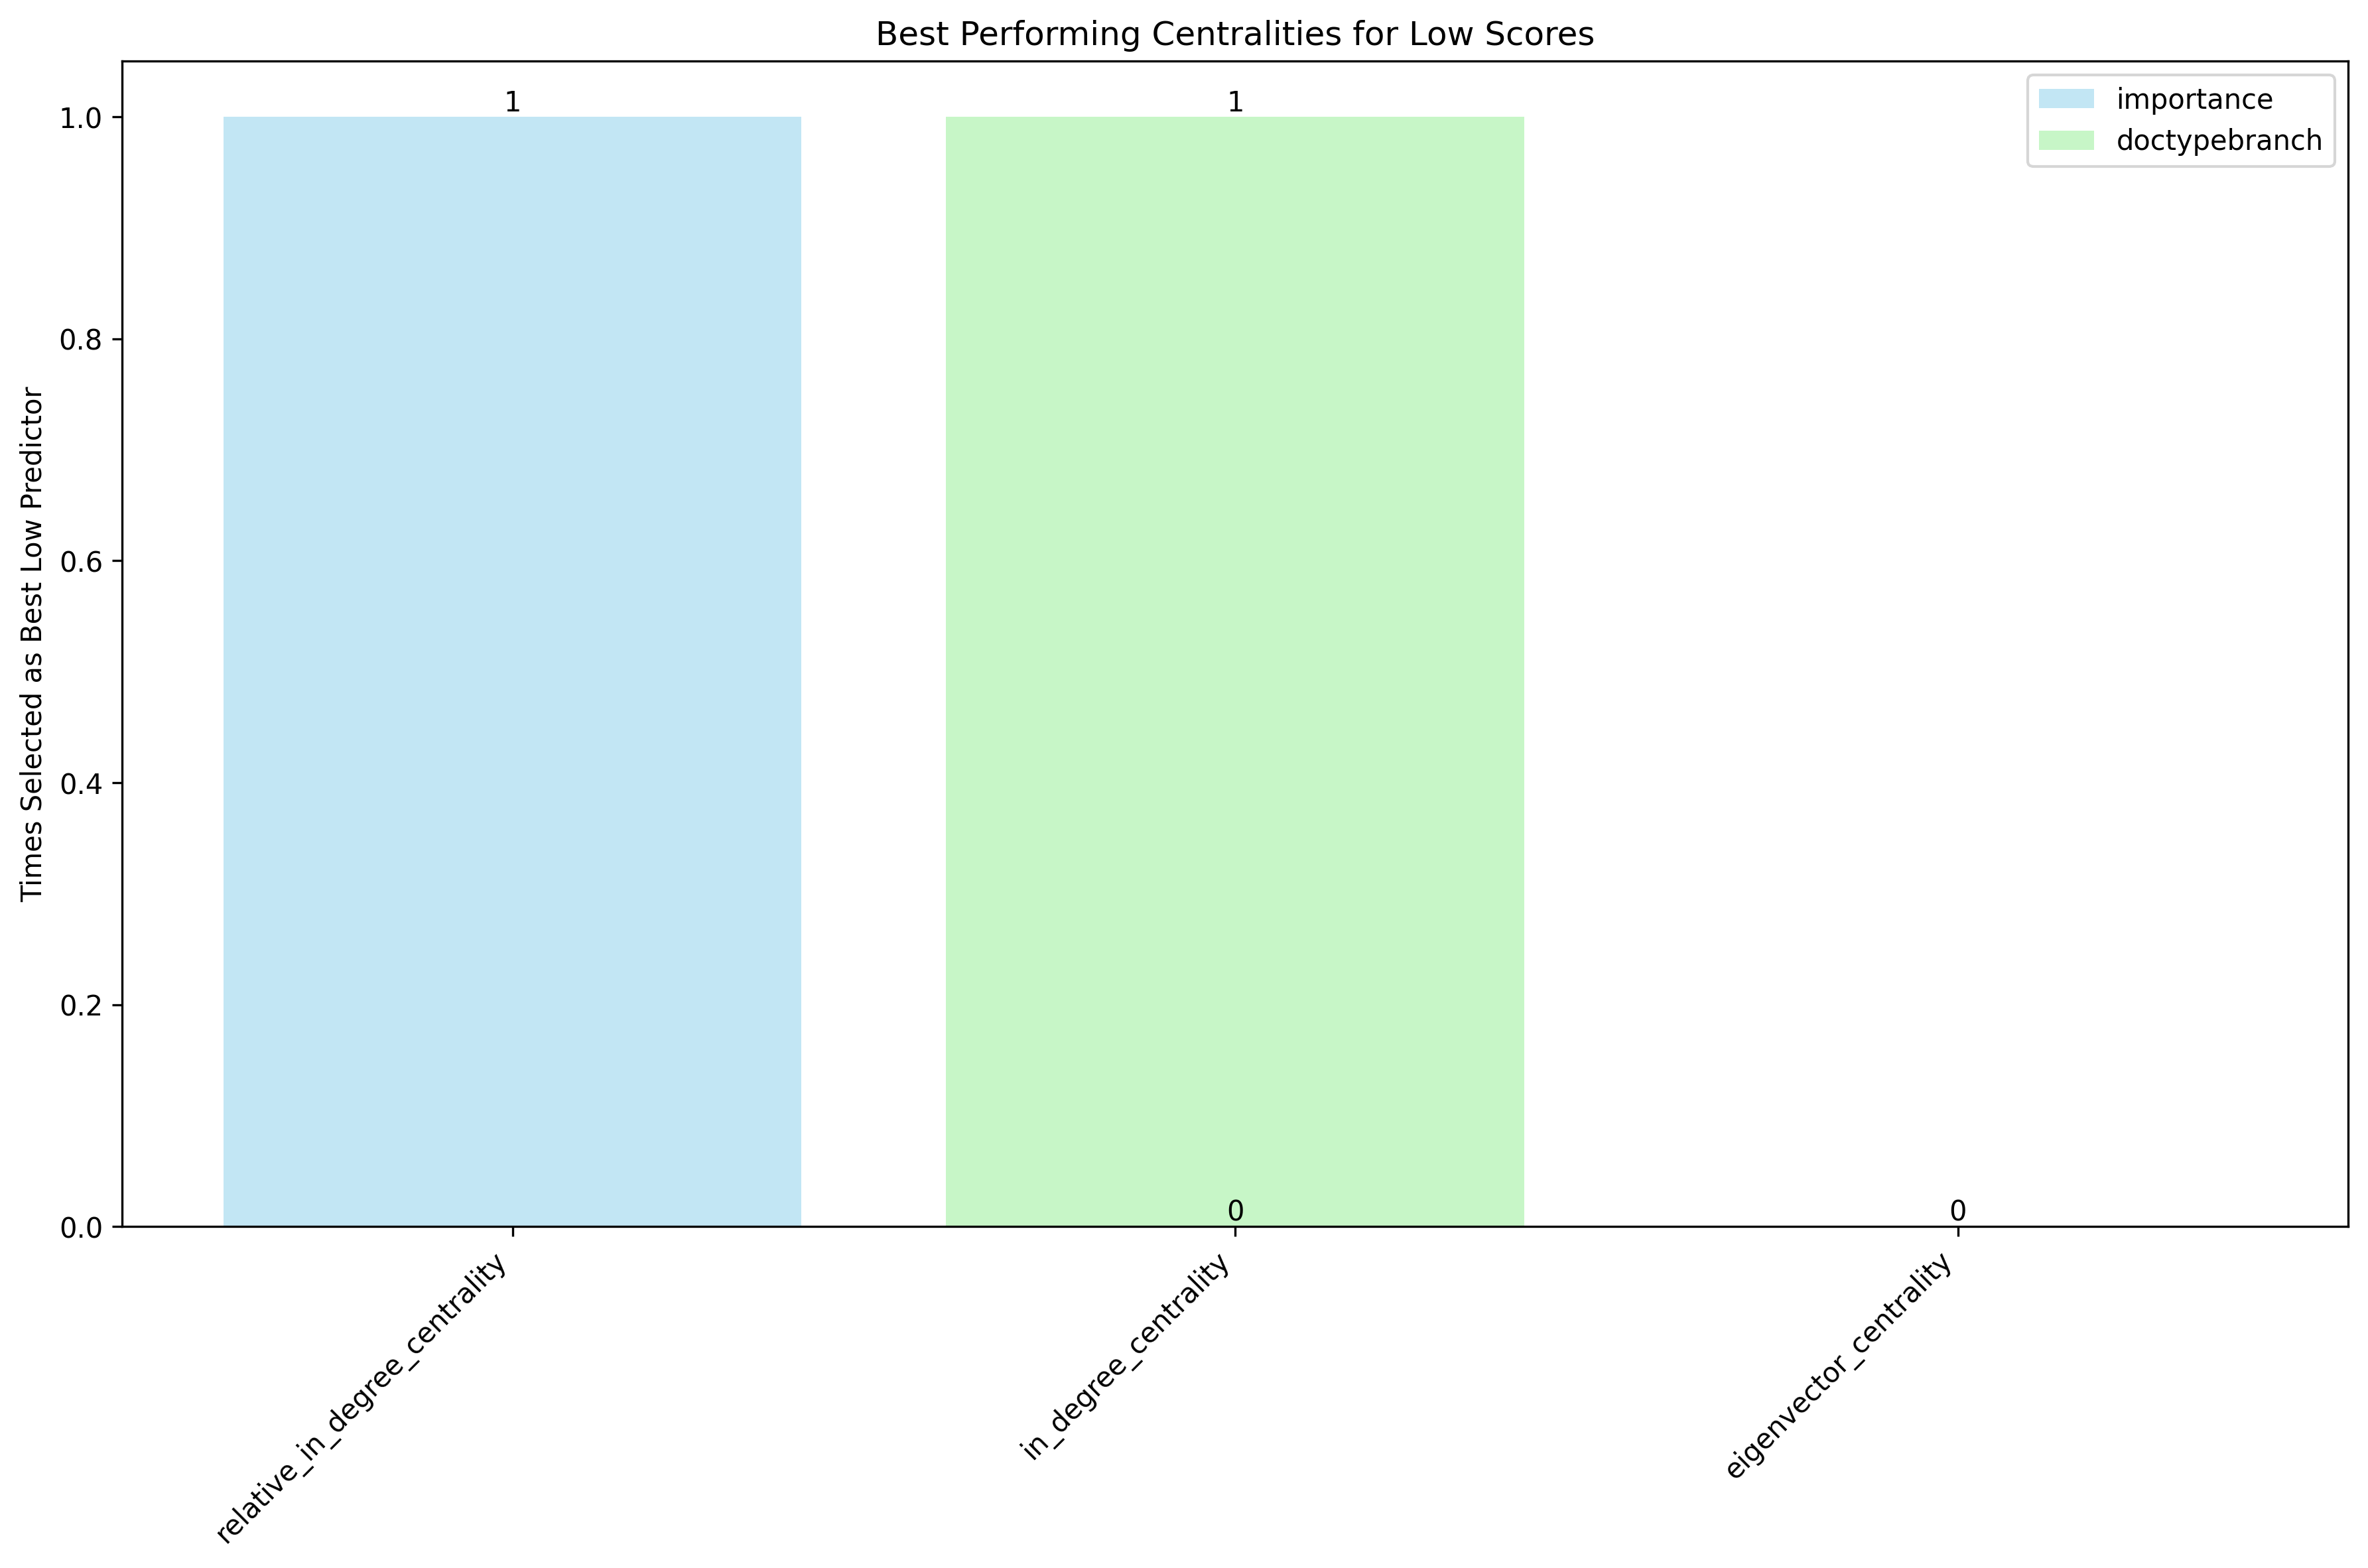 Best Performing Centralities for Low Scores
importance
doctypebranch
Times Selected as Best Low Predictor
1.0
0.8
0.6
0.4
0.2
0.0
1
1
0
0
relative_in_degree_centrality
in_degree_centrality
eigenvector_centrality